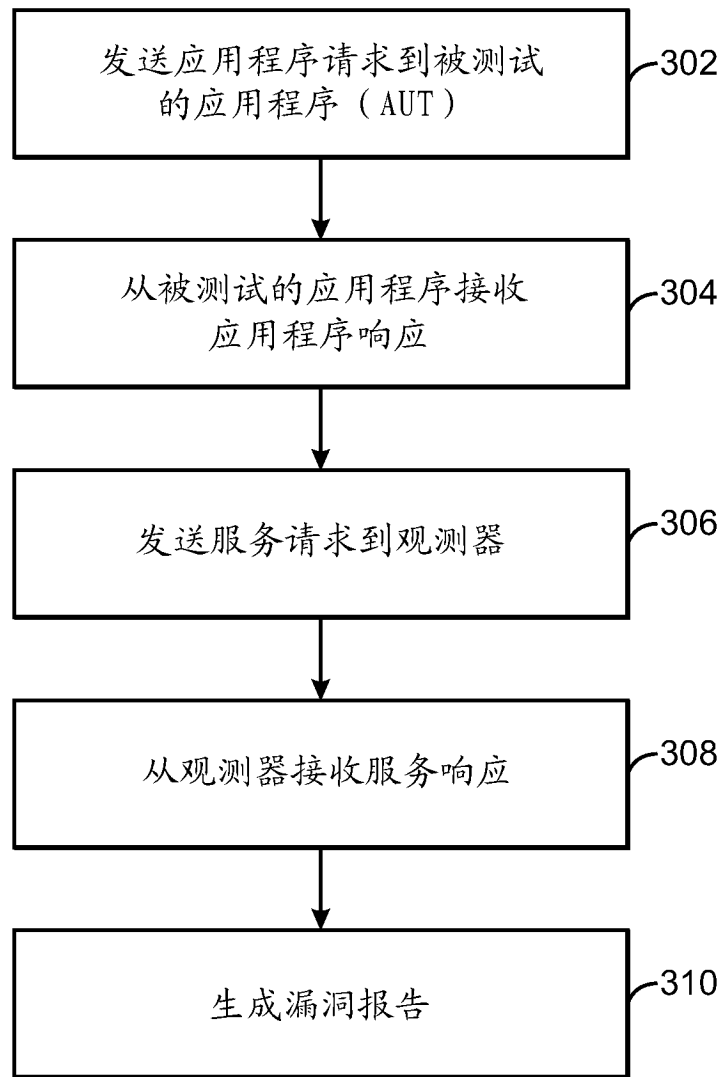 发送应用程序请求到被测试
的应用程序（AUT）
302
从被测试的应用程序接收
应用程序响应
304
发送服务请求到观测器
306
从观测器接收服务响应
308
生成漏洞报告
310